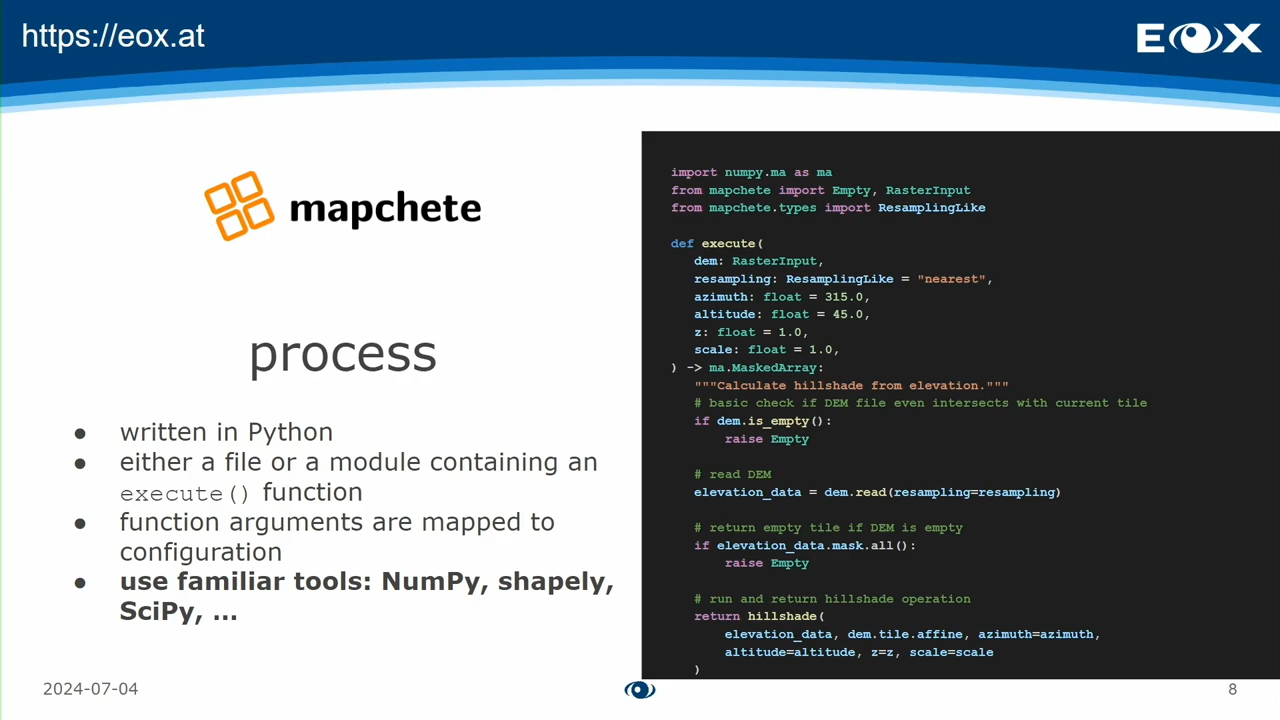 https://eox.at
EOX
mapchete
process
● written in Python
● either a file or a module containing an
execute() function
● function arguments are mapped to
configuration
● use familiar tools: NumPy, shapely,
SciPy, ...
import numpy.ma as ma
from mapchete import Empty, RasterInput
from mapchete.types import ResamplingLike
def execute(
dem: RasterInput,
resampling: ResamplingLike = "nearest",
azimuth: float = 315.0,
altitude: float = 45.0,
z: float = 1.0,
scale: float = 1.0,
) -> ma.MaskedArray:
"""Calculate hillshade from elevation."""
# basic check if DEM file even intersects with current tile
if dem.is_empty():
raise Empty
# read DEM
elevation_data = dem.read(resampling=resampling)
# return empty tile if DEM is empty
if elevation_data.mask.all():
raise Empty
# run and return hillshade operation
return hillshade(
elevation_data, dem.tile.affine, azimuth=azimuth,
altitude=altitude, z=z, scale=scale
)
2024-07-04
8